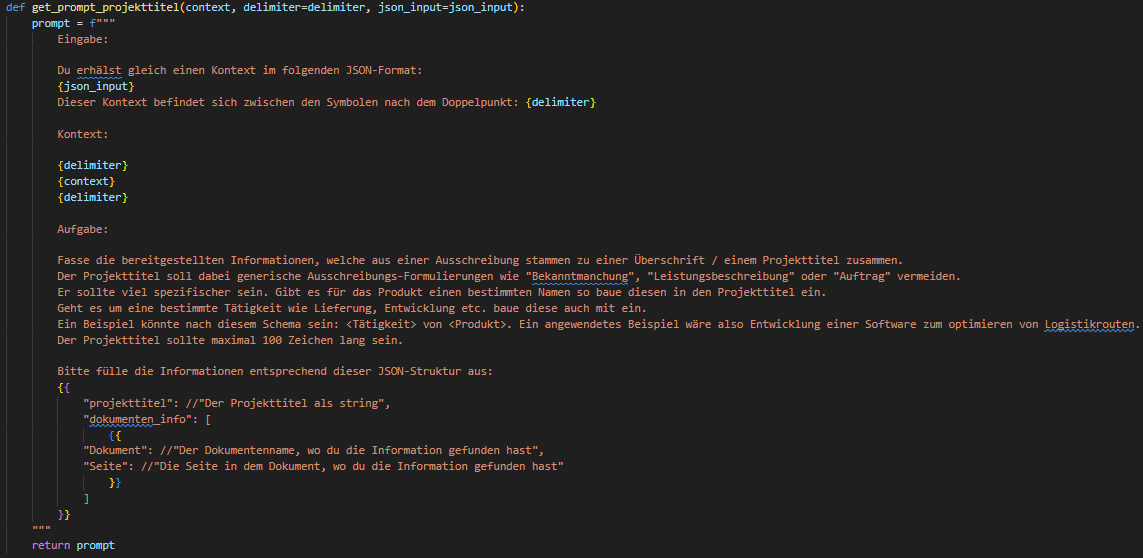 def get_prompt_projekttitel(context, delimiter=delimiter, json_input=json_input):
prompt = f"""
Eingabe:
Du erhälst gleich einen Kontext im folgenden JSON-Format:
{json_input}
Dieser Kontext befindet sich zwischen den Symbolen nach dem Doppelpunkt: {delimiter}
Kontext:
{delimiter}
{context}
{delimiter}
Aufgabe:
Fasse die bereitgestellten Informationen, welche aus einer Ausschreibung stammen zu einer Überschrift / einem Projekttitel zusammen.
Der Projekttitel soll dabei generische Ausschreibungs-Formulierungen wie "Bekanntmanchung", "Leistungsbeschreibung" oder "Auftrag" vermeiden.
Er sollte viel spezifischer sein. Gibt es für das Produkt einen bestimmten Namen so baue diesen in den Projekttitel ein.
Geht es um eine bestimmte Tätigkeit wie Lieferung, Entwicklung etc. baue diese auch mit ein.
Ein Beispiel könnte nach diesem Schema sein: <Tätigkeit> von <Produkt>. Ein angewendetes Beispiel wäre also Entwicklung einer Software zum optimieren von Logistikrouten.
Der Projekttitel sollte maximal 100 Zeichen lang sein.
Bitte fülle die Informationen entsprechend dieser JSON-Struktur aus:
{{
"projekttitel": //"Der Projekttitel als string",
"dokumenten_info": [
{{
"Dokument": //"Der Dokumentenname, wo du die Information gefunden hast",
"Seite": //"Die Seite in dem Dokument, wo du die Information gefunden hast"
}}
]
}}
"""
return prompt